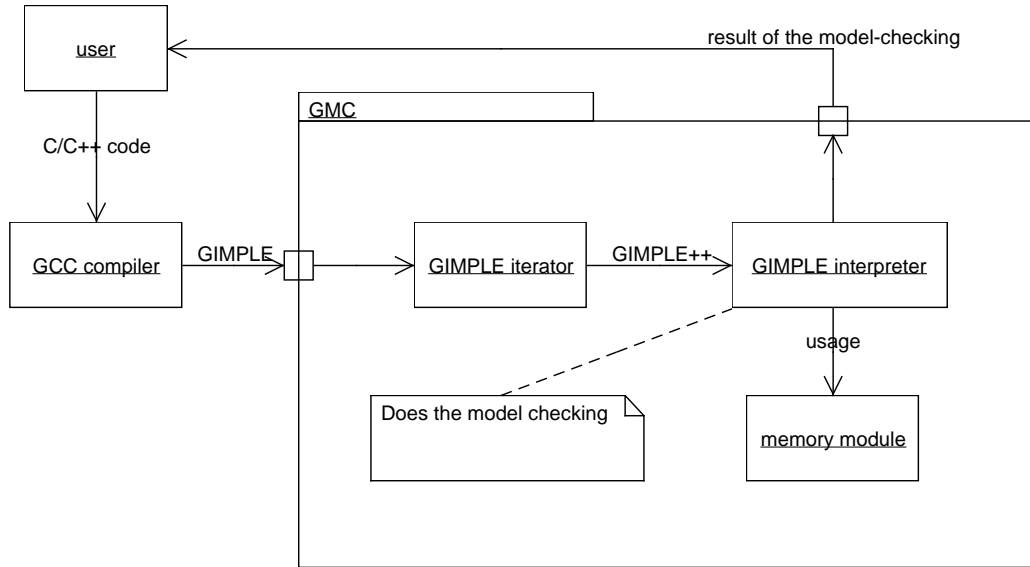 user
result of the model-checking
GMC
C/C++ code
GCC compiler
GIMPLE
GIMPLE iterator
GIMPLE++
GIMPLE interpreter
usage
Does the model checking
memory module